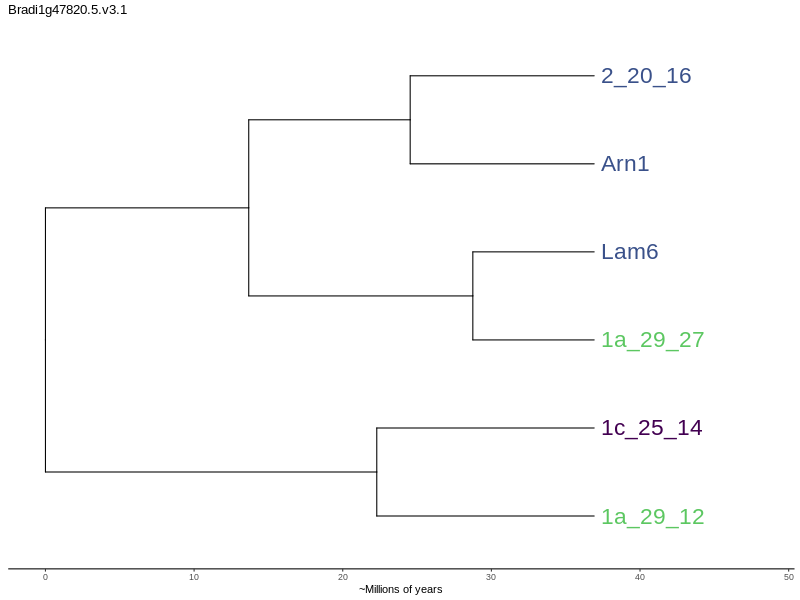 Bradi1g47820.5.v3.1
2_20_16
Arn1
Lam6
1a_29_27
1c_25_14
1a_29_12
0 10 20 30 40 50
~Millions of years